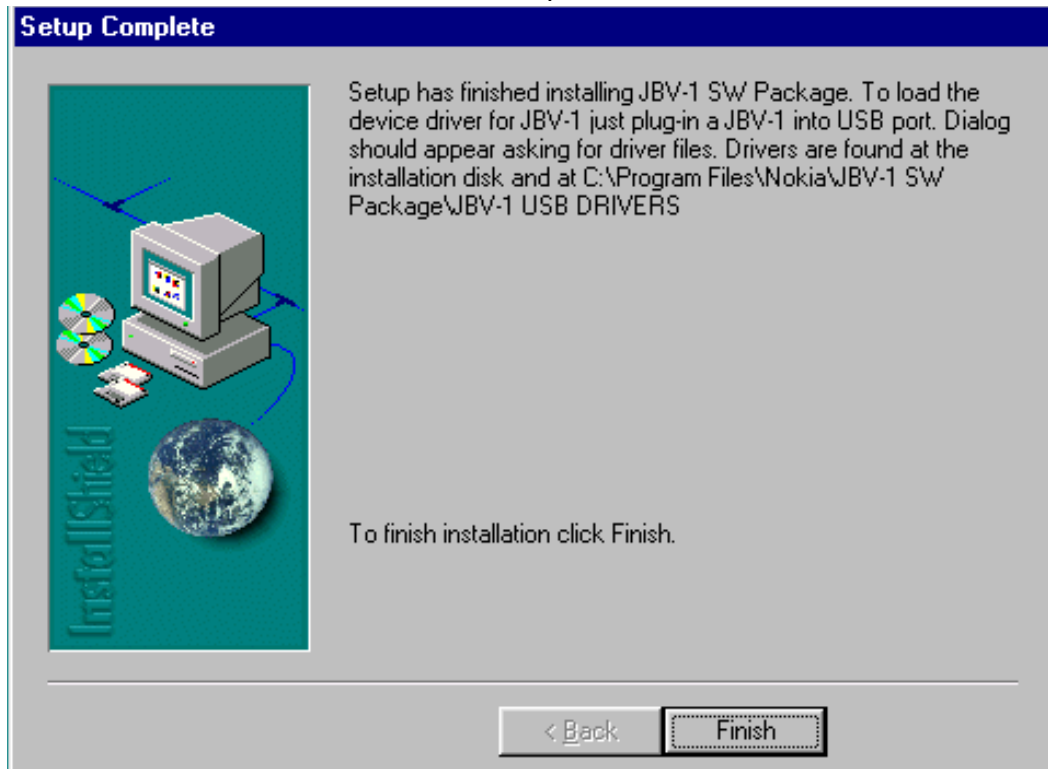 Setup Complete
Setup has finished installing JBV-1 SW Package. To load the
device driver for JBV-1 just plug-in a JBV-1 into USB port. Dialog
should appear asking for driver files. Drivers are found at the
installation disk and at C:\Program Files\Nokia\JBV-1 SW
Package\JBV-1 USB DRIVERS
InstallShield
To finish installation click Finish.
< Back
Finish